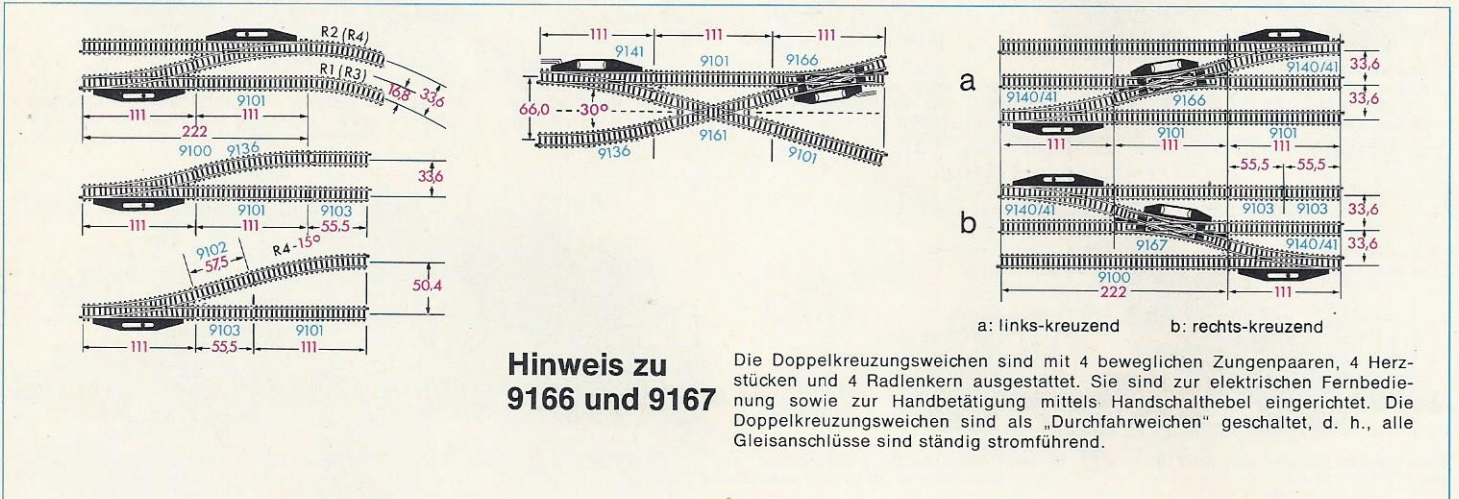 R2 (R4)
R1 (R3)
16,8
33,6
9101
111 111
222
9100 9136
33,6
9101 9103
111 111 55,5
9102
57,5
R4-15°
50,4
9103 9101
111 55,5 111
111 111 111
9141 9101 9166
66,0
30°
9136 9161 9101
a
9140/41
33,6
9140/41 9166
33,6
9101 9101
111 111 111
55,5 55,5
b
9140/41
9103 9103
33,6
9167 9140/41
33,6
9100
222 111
a: links-kreuzend b: rechts-kreuzend
Hinweis zu
9166 und 9167
Die Doppelkreuzungsweichen sind mit 4 beweglichen Zungenpaaren, 4 Herz-
stücken und 4 Radlenkern ausgestattet. Sie sind zur elektrischen Fernbedie-
nung sowie zur Handbetätigung mittels Handschalthebel eingerichtet. Die
Doppelkreuzungsweichen sind als „Durchfahrweichen" geschaltet, d. h., alle
Gleisanschlüsse sind ständig stromführend.